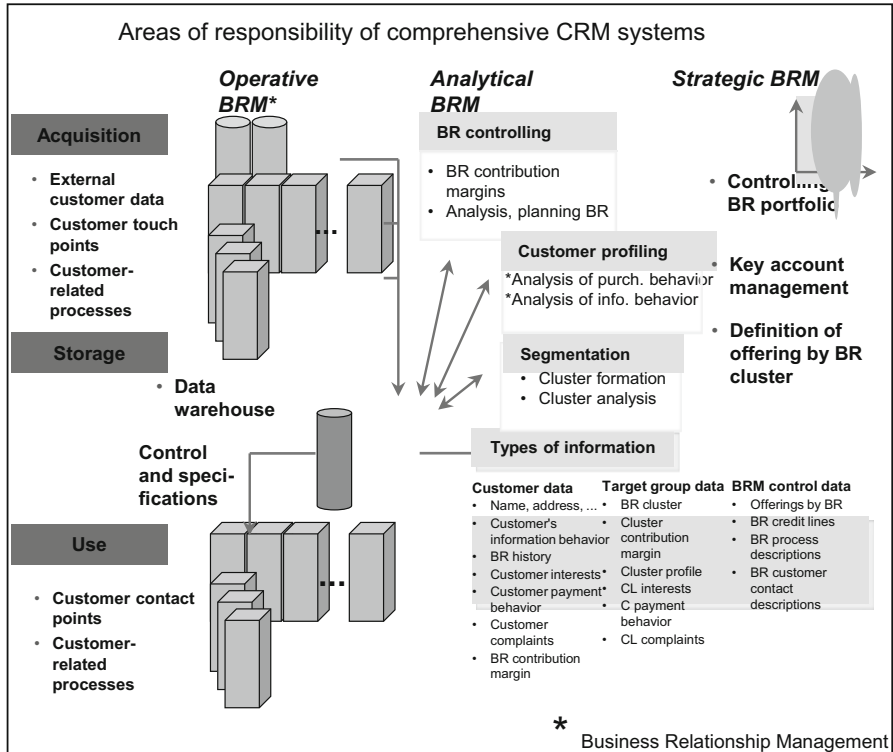 Areas of responsibility of comprehensive CRM systems
Operative
BRM*
Analytical
BRM
Strategic BRM
Acquisition
• External
customer data
• Customer touch
points
• Customer-
related
processes
Storage
• Data
warehouse
Control
and speci-
fications
Use
• Customer contact
points
• Customer-
related
processes
...
...
BR controlling
• BR contribution
margins
• Analysis, planning BR
Customer profiling
*Analysis of purch. behavior
*Analysis of info. behavior
Segmentation
• Cluster formation
• Cluster analysis
• Controlling
BR portfolio
• Key account
management
• Definition of
offering by BR
cluster
Types of information
Customer data
• Name, address, ...
• Customer's
information behavior
• BR history
• Customer interests
• Customer payment
behavior
• Customer
complaints
• BR contribution
margin
Target group data
• BR cluster
• Cluster
contribution
margin
• Cluster profile
• CL interests
• C payment
behavior
• CL complaints
BRM control data
• Offerings by BR
• BR credit lines
• BR process
descriptions
• BR customer
contact
descriptions
* Business Relationship Management